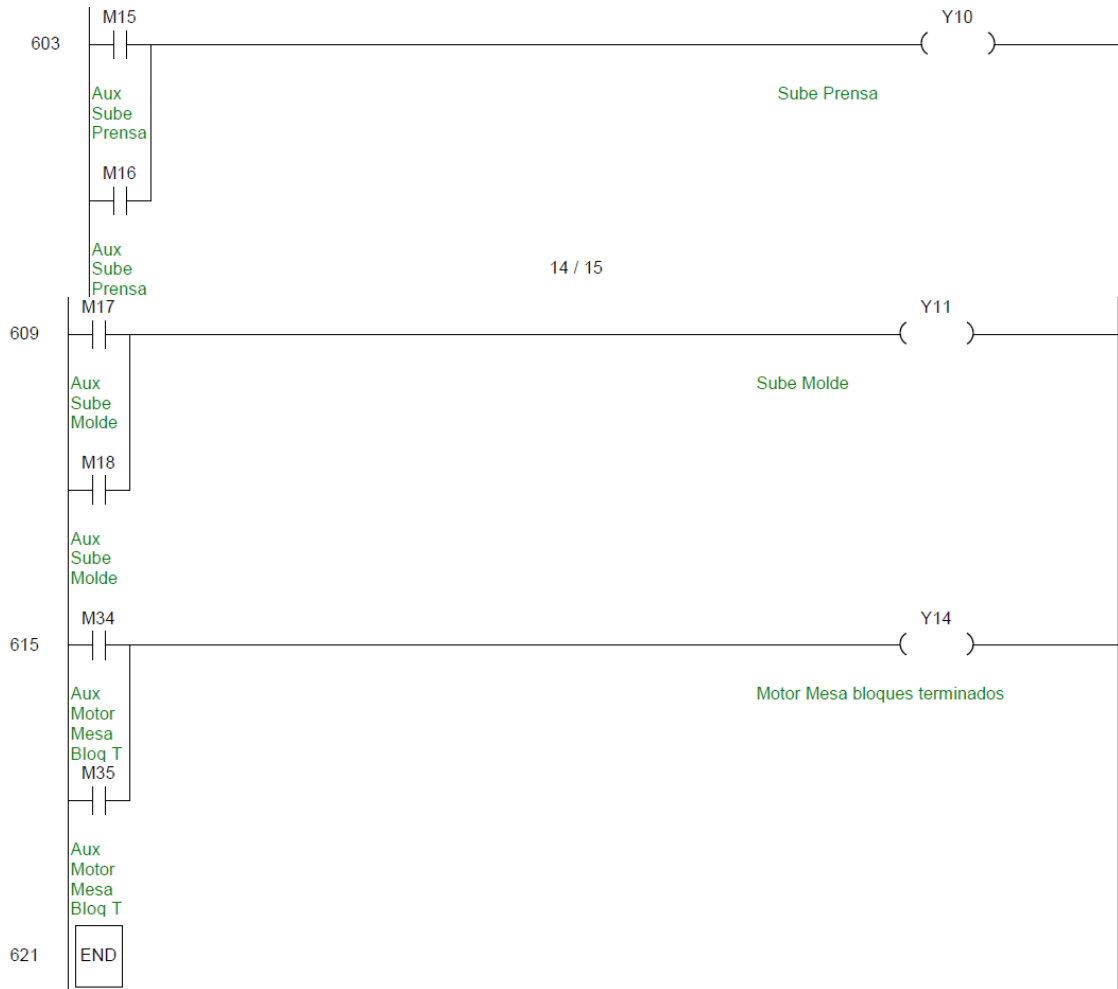 M15
Y10
603
Aux
Sube
Prensa
Sube Prensa
M16
Aux
Sube
Prensa
14 / 15
M17
Y11
609
Aux
Sube
Molde
Sube Molde
M18
Aux
Sube
Molde
M34
Y14
615
Aux
Motor
Mesa
Bloq T
Motor Mesa bloques terminados
M35
Aux
Motor
Mesa
Bloq T
621
END